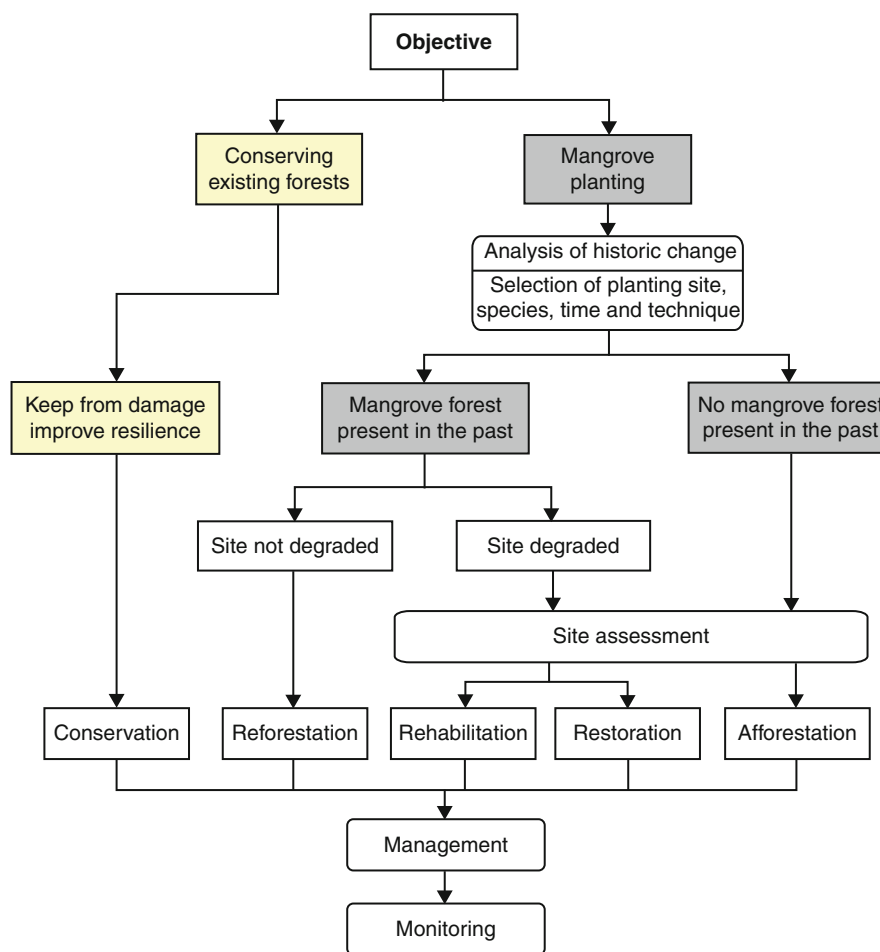 Objective
Conserving
existing forests
Mangrove
planting
Analysis of historic change
Selection of planting site,
species, time and technique
Keep from damage
improve resilience
Mangrove forest
present in the past
No mangrove forest
present in the past
Site not degraded
Site degraded
Site assessment
Conservation
Reforestation
Rehabilitation
Restoration
Afforestation
Management
Monitoring